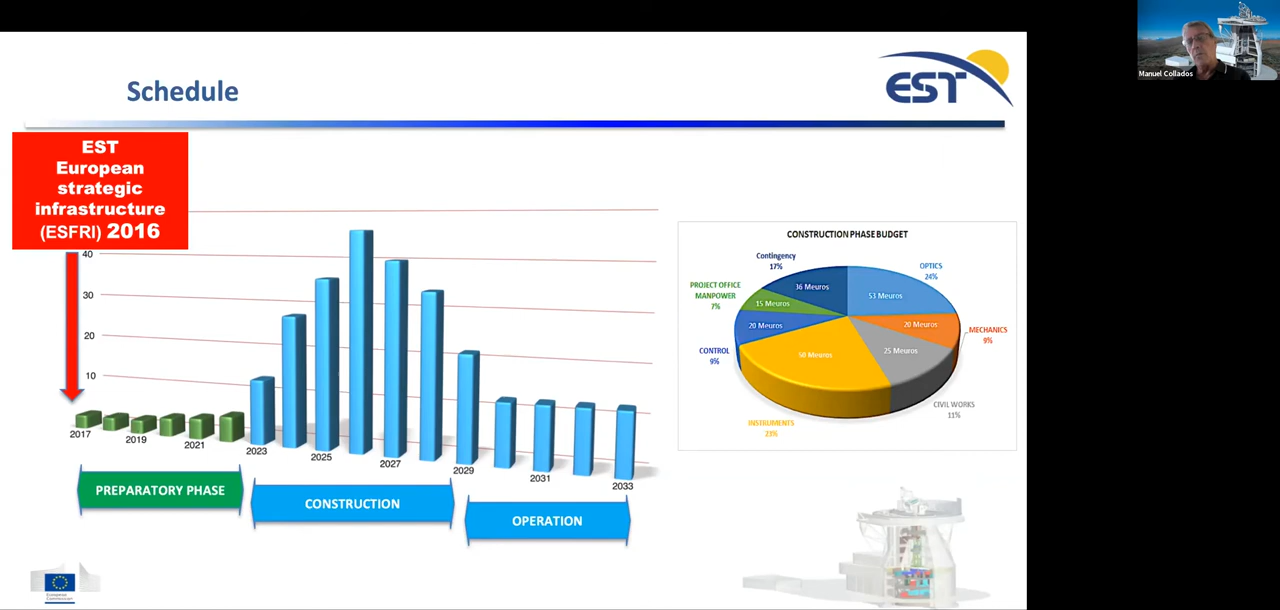 Manuel Collados
Schedule
EST
EST
European
strategic
infrastructure
(ESFRI) 2016
40
30
20
10
2017
2019
2021
2023
2025
2027
2029
2031
2033
PREPARATORY PHASE
CONSTRUCTION
OPERATION
CONSTRUCTION PHASE BUDGET
Contingency
17%
36 Meuros
OPTICS
24%
53 Meuros
PROJECT OFFICE
MANPOWER
7%
15 Meuros
20 Meuros
MECHANICS
9%
CONTROL
9%
20 Meuros
50 Meuros
25 Meuros
CIVIL WORKS
11%
INSTRUMENTS
23%
European
Commission